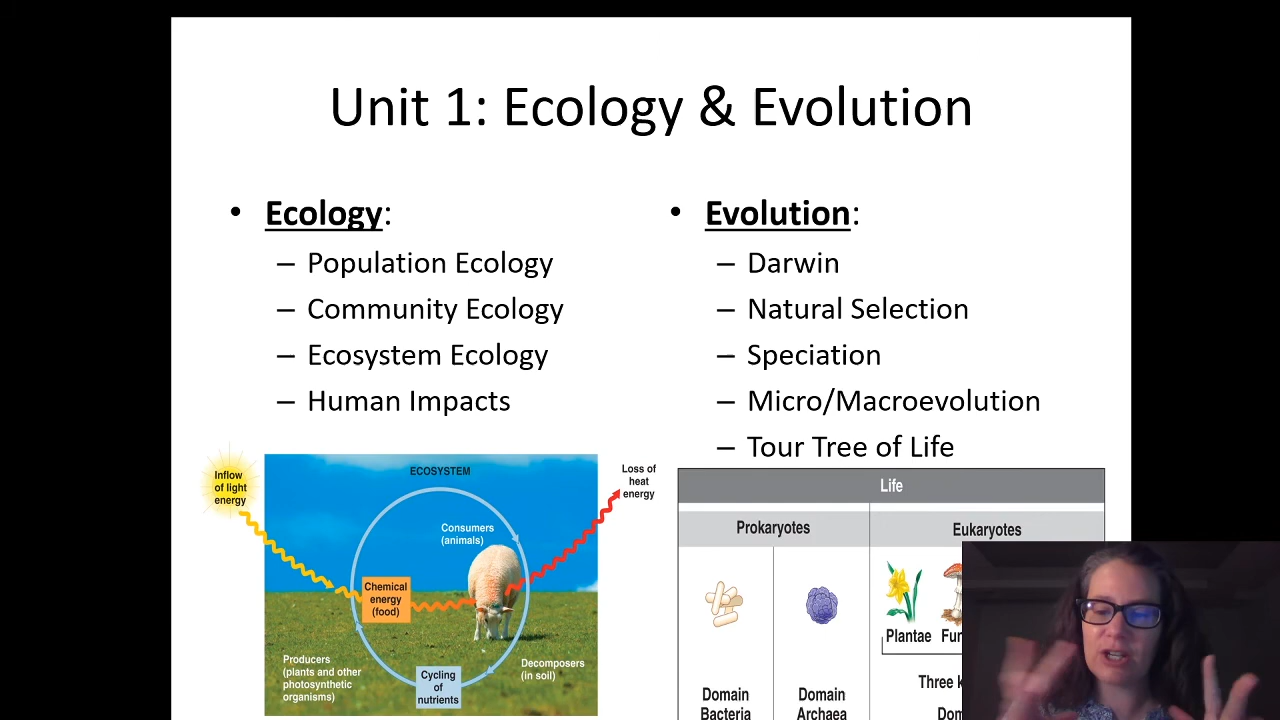 Unit 1: Ecology & Evolution
• Ecology:
– Population Ecology
– Community Ecology
– Ecosystem Ecology
– Human Impacts
• Evolution:
– Darwin
– Natural Selection
– Speciation
– Micro/Macroevolution
– Tour Tree of Life
Inflow
of light
energy
ECOSYSTEM
Loss of
heat
energy
Consumers
(animals)
Chemical
energy
(food)
Producers
(plants and other
photosynthetic
organisms)
Cycling
of
nutrients
Decomposers
(in soil)
Life
Prokaryotes
Eukaryotes
Plantae
Three
Domain
Bacteria
Domain
Archaea